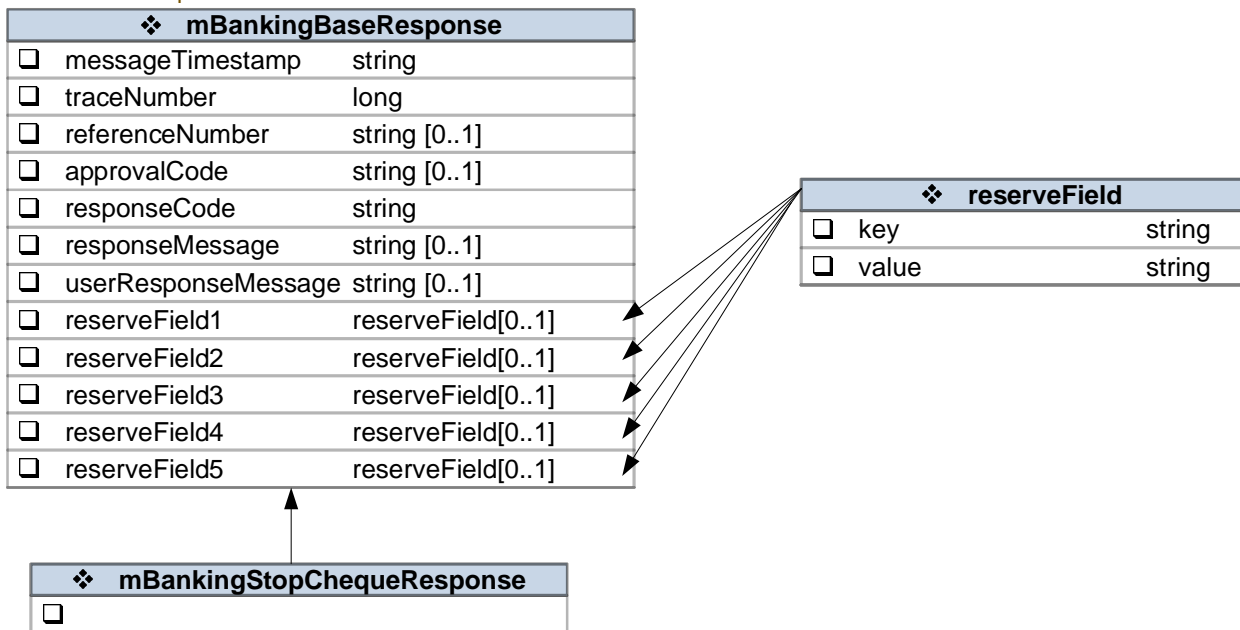 mBankingBaseResponse
messageTimestamp string
traceNumber long
referenceNumber string [0..1]
approvalCode string [0..1]
responseCode string
responseMessage string [0..1]
userResponseMessage string [0..1]
reserveField1 reserveField[0..1]
reserveField2 reserveField[0..1]
reserveField3 reserveField[0..1]
reserveField4 reserveField[0..1]
reserveField5 reserveField[0..1]
reserveField
key string
value string
mBankingStopChequeResponse